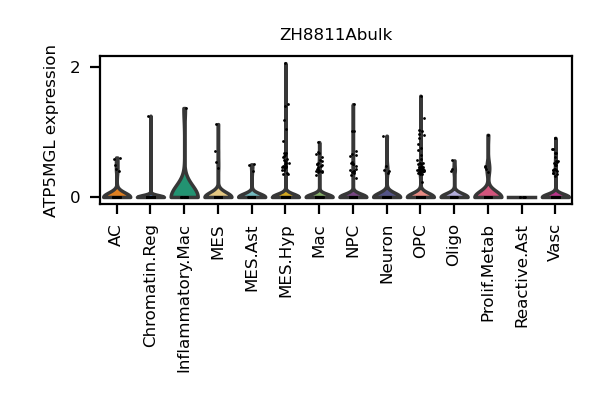 ZH8811Abulk
ATP5MGL expression
2
0
AC
Chromatin.Reg
Inflammatory.Mac
MES
MES.Ast
MES.Hyp
Mac
NPC
Neuron
OPC
Oligo
Prolif.Metab
Reactive.Ast
Vasc